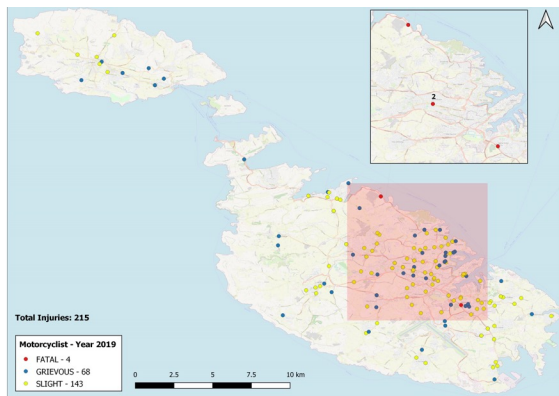 2
Total Injuries: 215
Motorcyclist - Year 2019
FATAL - 4
GRIEVOUS - 68
SLIGHT - 143
0 2.5 5 7.5 10 km